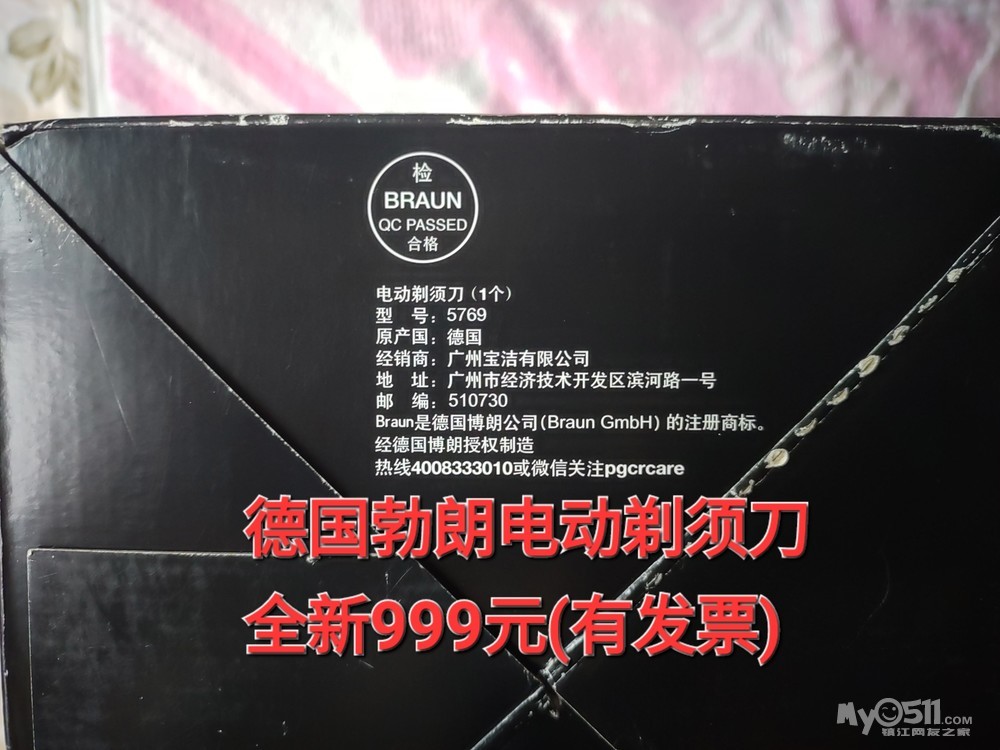 检
BRAUN
QC PASSED
合格
电动剃须刀（1个）
型 号：5769
原产国：德国
经销商：广州宝洁有限公司
地 址：广州市经济技术开发区滨河路一号
邮 编：510730
Braun是德国博朗公司(Braun GmbH) 的注册商标。
经德国博朗授权制造
热线4008333010或微信关注pgcrcare
德国勃朗电动剃须刀
全新999元(有发票)
My0511.COM
镇江网友之家